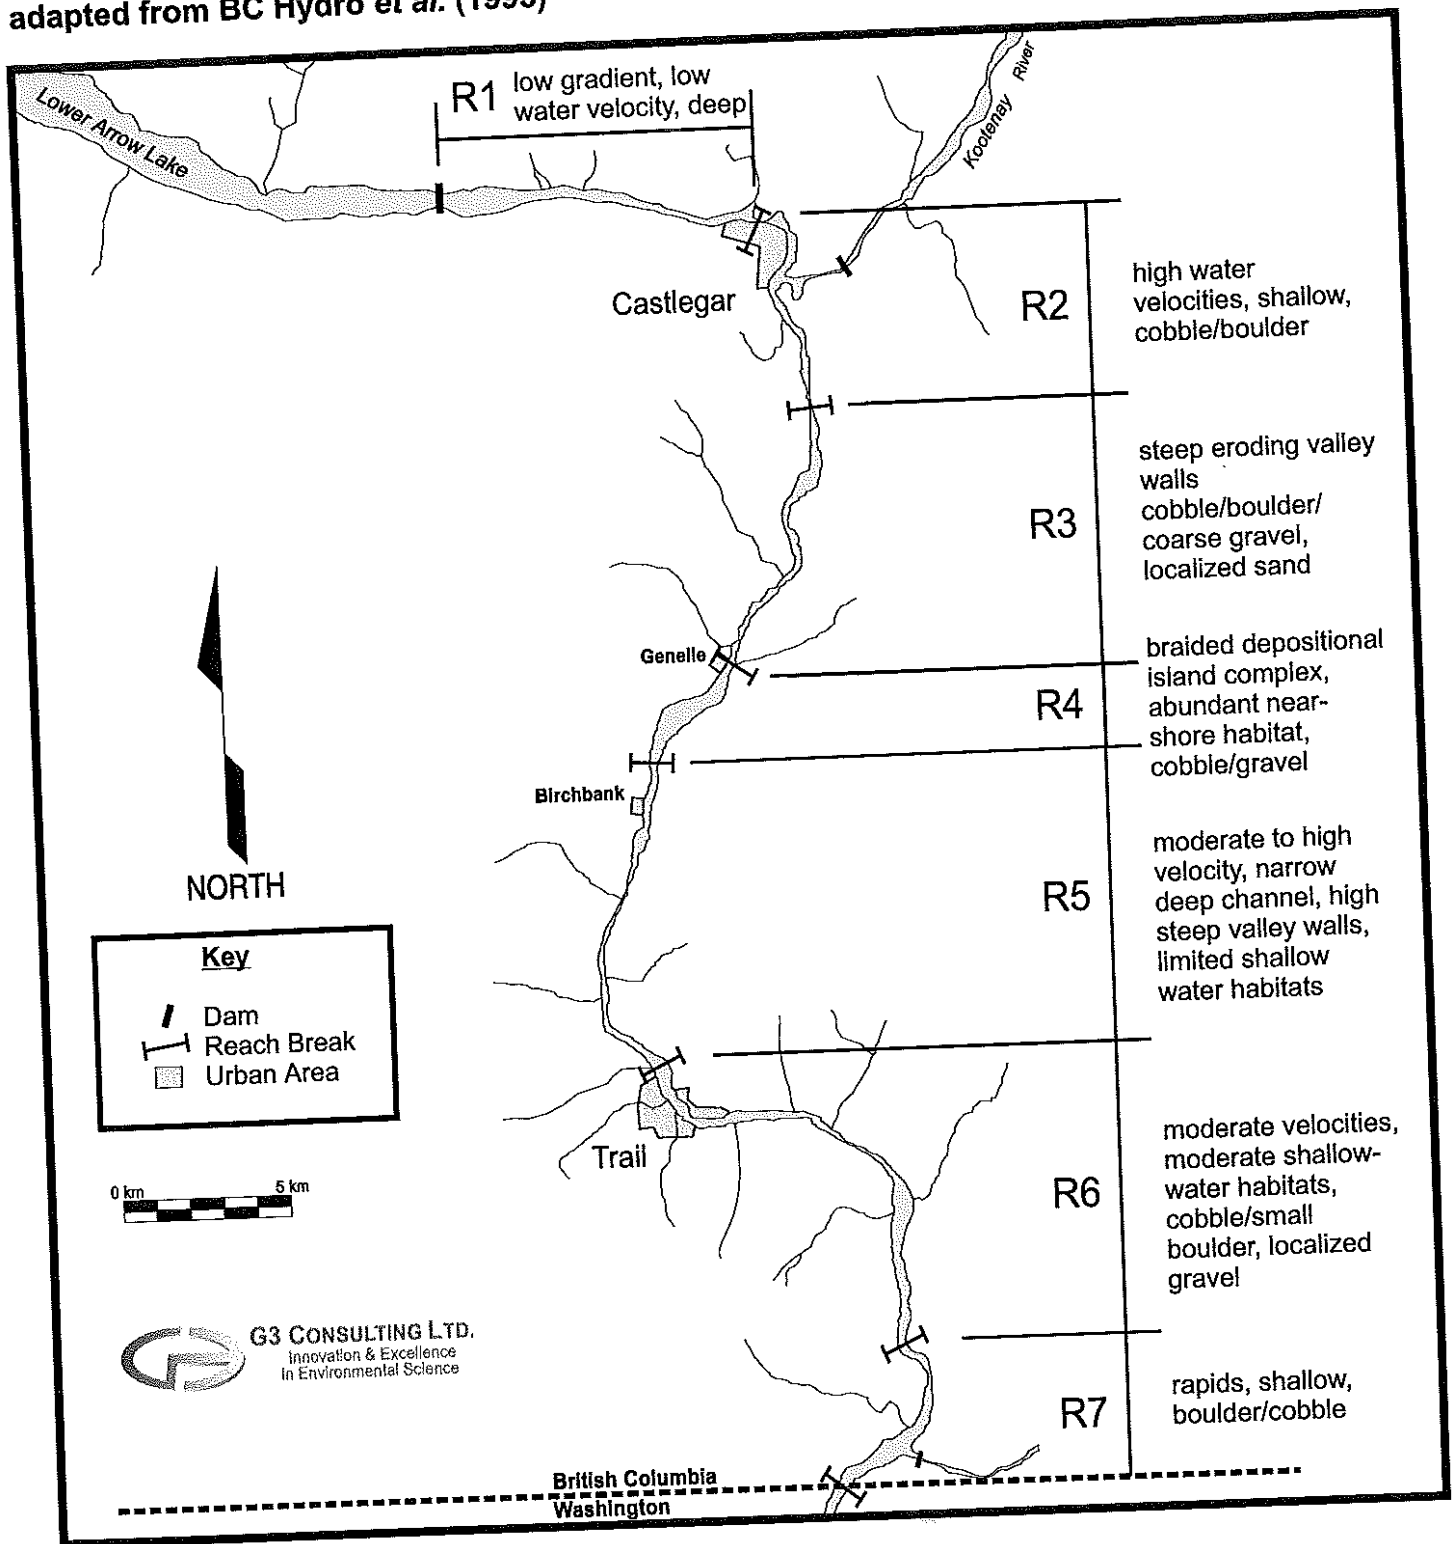 adapted from BC Hydro et al. (1993)
Lower Arrow Lake
R1
low gradient, low
water velocity, deep
Kootenay River
Castlegar
R2
high water
velocities, shallow,
cobble/boulder
R3
steep eroding valley
walls
cobble/boulder/
coarse gravel,
localized sand
Genelle
R4
braided depositional
island complex,
abundant near-
shore habitat,
cobble/gravel
Birchbank
R5
moderate to high
velocity, narrow
deep channel, high
steep valley walls,
limited shallow
water habitats
NORTH
Key
Dam
Reach Break
Urban Area
0 km
5 km
Trail
R6
moderate velocities,
moderate shallow-
water habitats,
cobble/small
boulder, localized
gravel
G3 CONSULTING LTD.
Innovation & Excellence
In Environmental Science
R7
rapids, shallow,
boulder/cobble
British Columbia
Washington